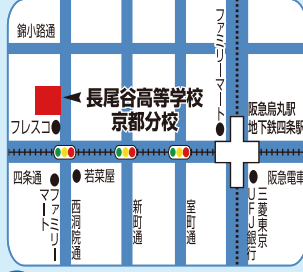 錦小路通
ファミリーマート
長尾谷高等学校
京都分校
フレスコ
阪急烏丸駅
地下鉄四条駅
四条通
ファミリーマート
若菜屋
西洞院通
新町通
室町通
三菱東京
UFJ銀行
阪急電車